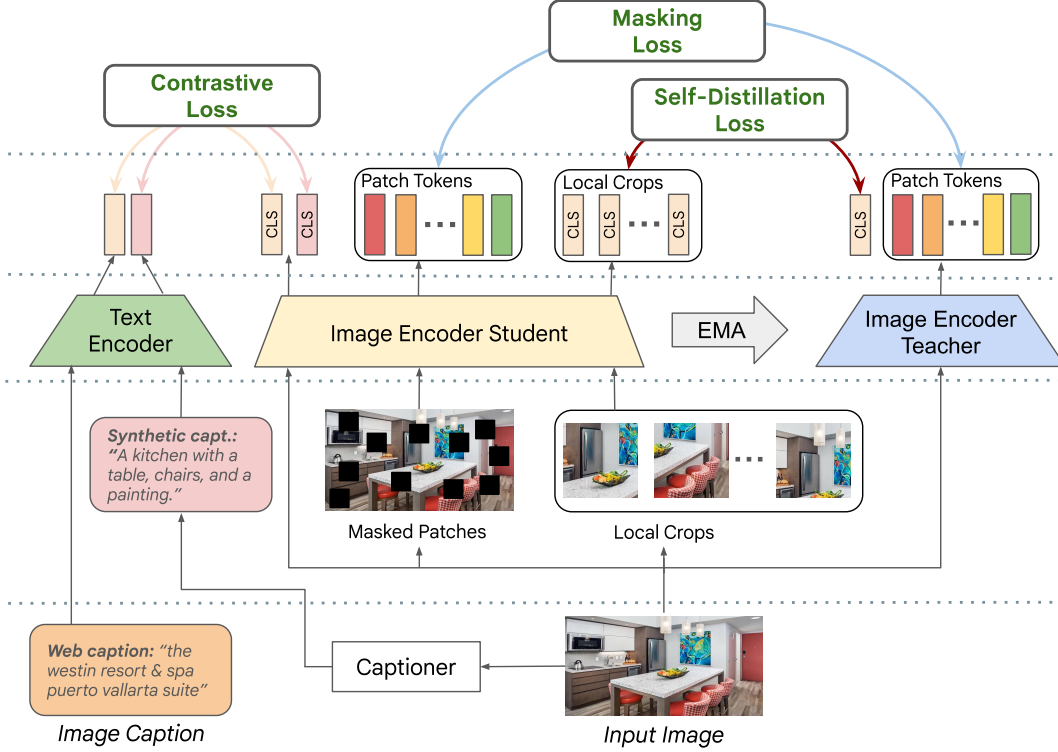 Masking
Loss
Contrastive
Loss
Self-Distillation
Loss
Patch Tokens
Local Crops
Patch Tokens
CLS
CLS
CLS
CLS
CLS
CLS
Text
Encoder
Image Encoder Student
EMA
Image Encoder
Teacher
Synthetic capt.:
“A kitchen with a
table, chairs, and a
painting.”
Masked Patches
Local Crops
Web caption: “the
westin resort & spa
puerto vallarta suite”
Captioner
Image Caption
Input Image